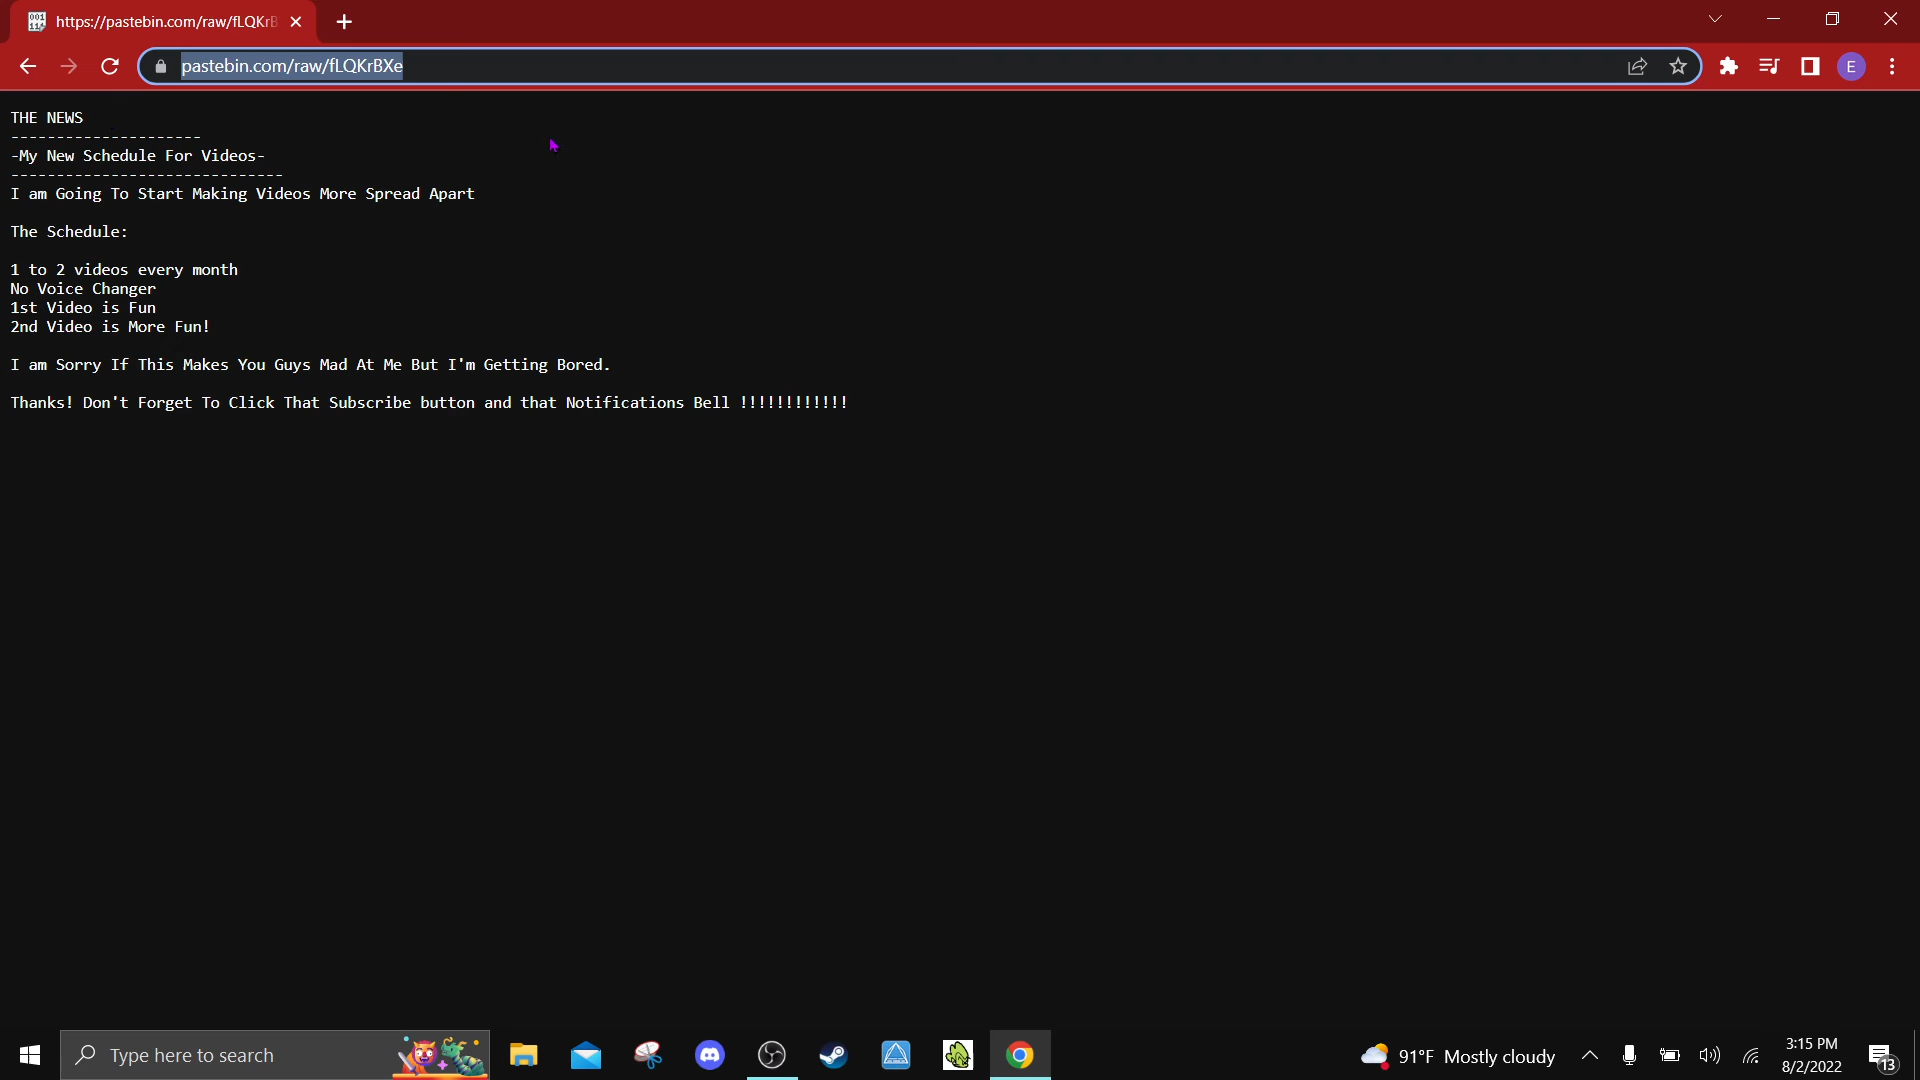 https://pastebin.com/raw/fLQKrB
pastebin.com/raw/fLQKrBXe
E
THE NEWS
---------------------
-My New Schedule For Videos-
------------------------------
I am Going To Start Making Videos More Spread Apart
The Schedule:
1 to 2 videos every month
No Voice Changer
1st Video is Fun
2nd Video is More Fun!
I am Sorry If This Makes You Guys Mad At Me But I'm Getting Bored.
Thanks! Don't Forget To Click That Subscribe button and that Notifications Bell !!!!!!!!!!!!
Type here to search
91°F Mostly cloudy
3:15 PM
8/2/2022
13